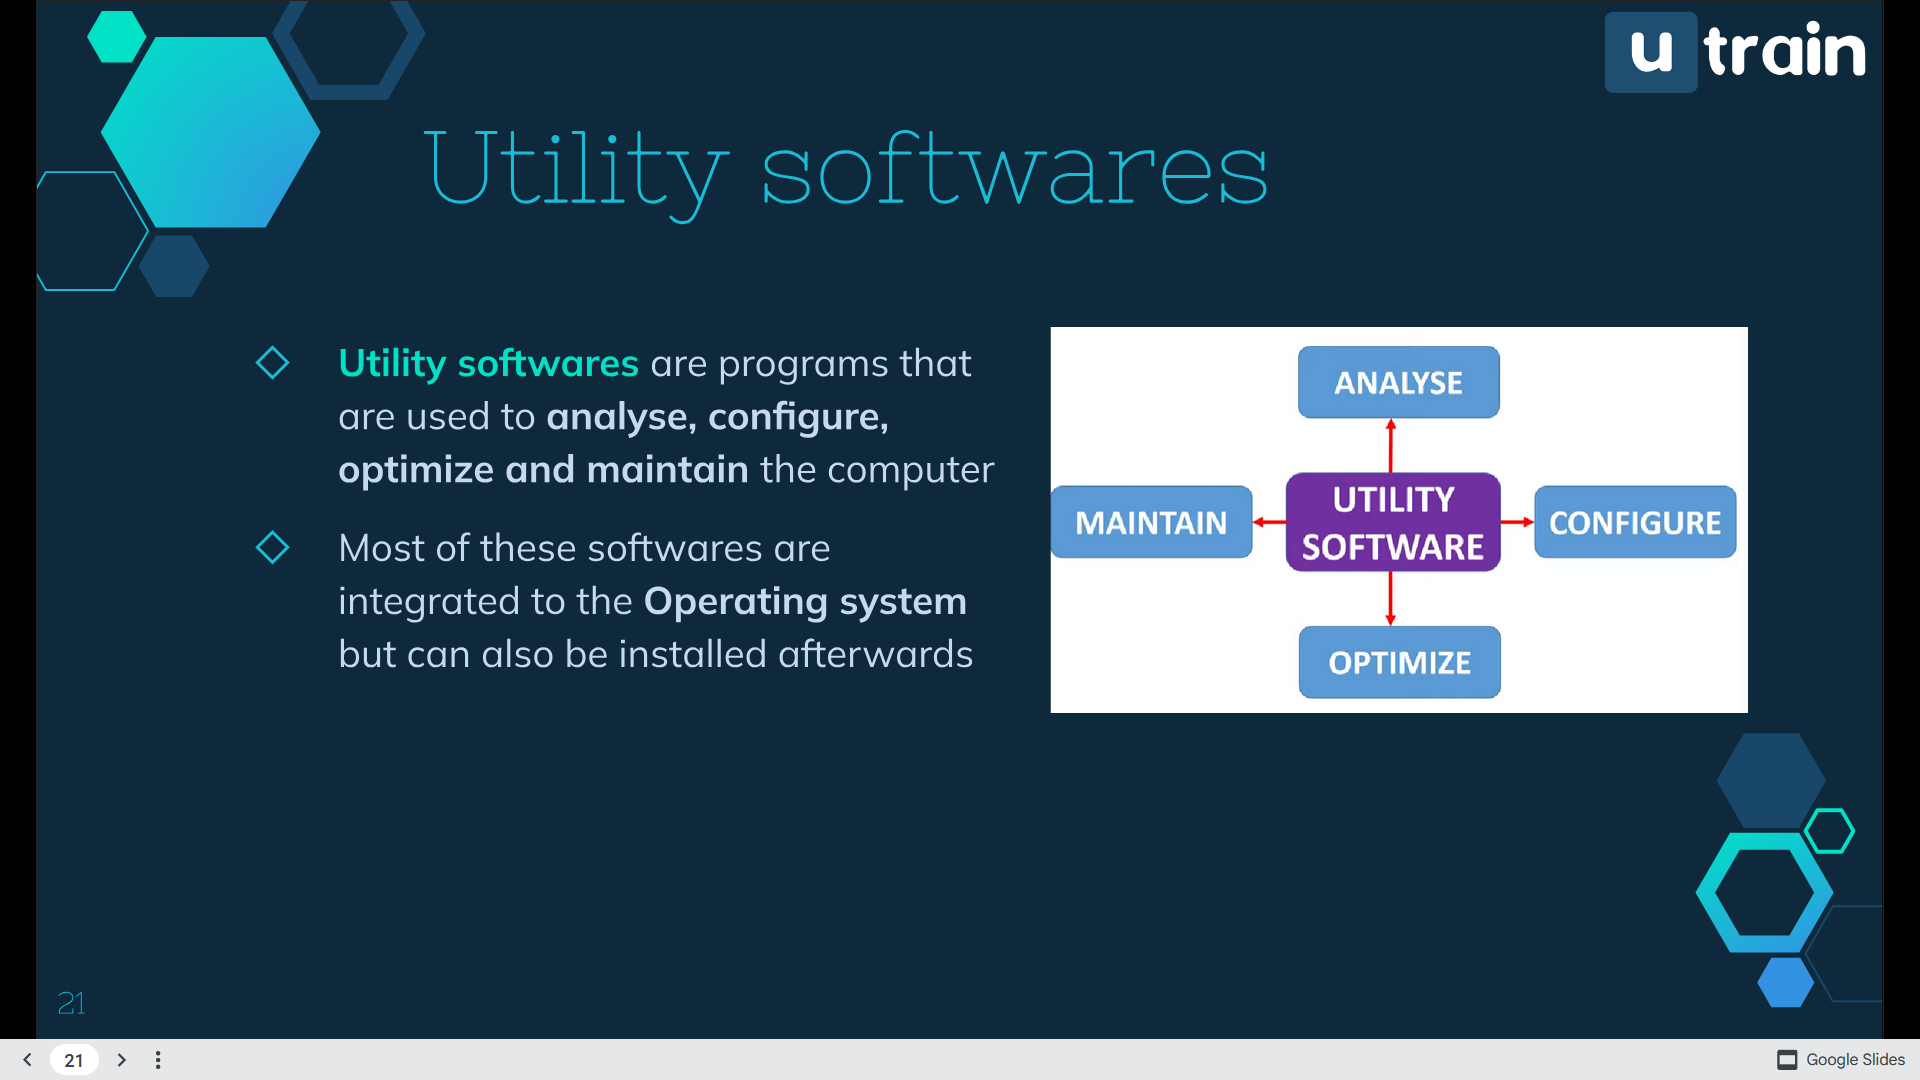 u train
Utility softwares
Utility softwares are programs that
are used to analyse, configure,
optimize and maintain the computer
Most of these softwares are
integrated to the Operating system
but can also be installed afterwards
ANALYSE
MAINTAIN
UTILITY
SOFTWARE
CONFIGURE
OPTIMIZE
21
21
Google Slides